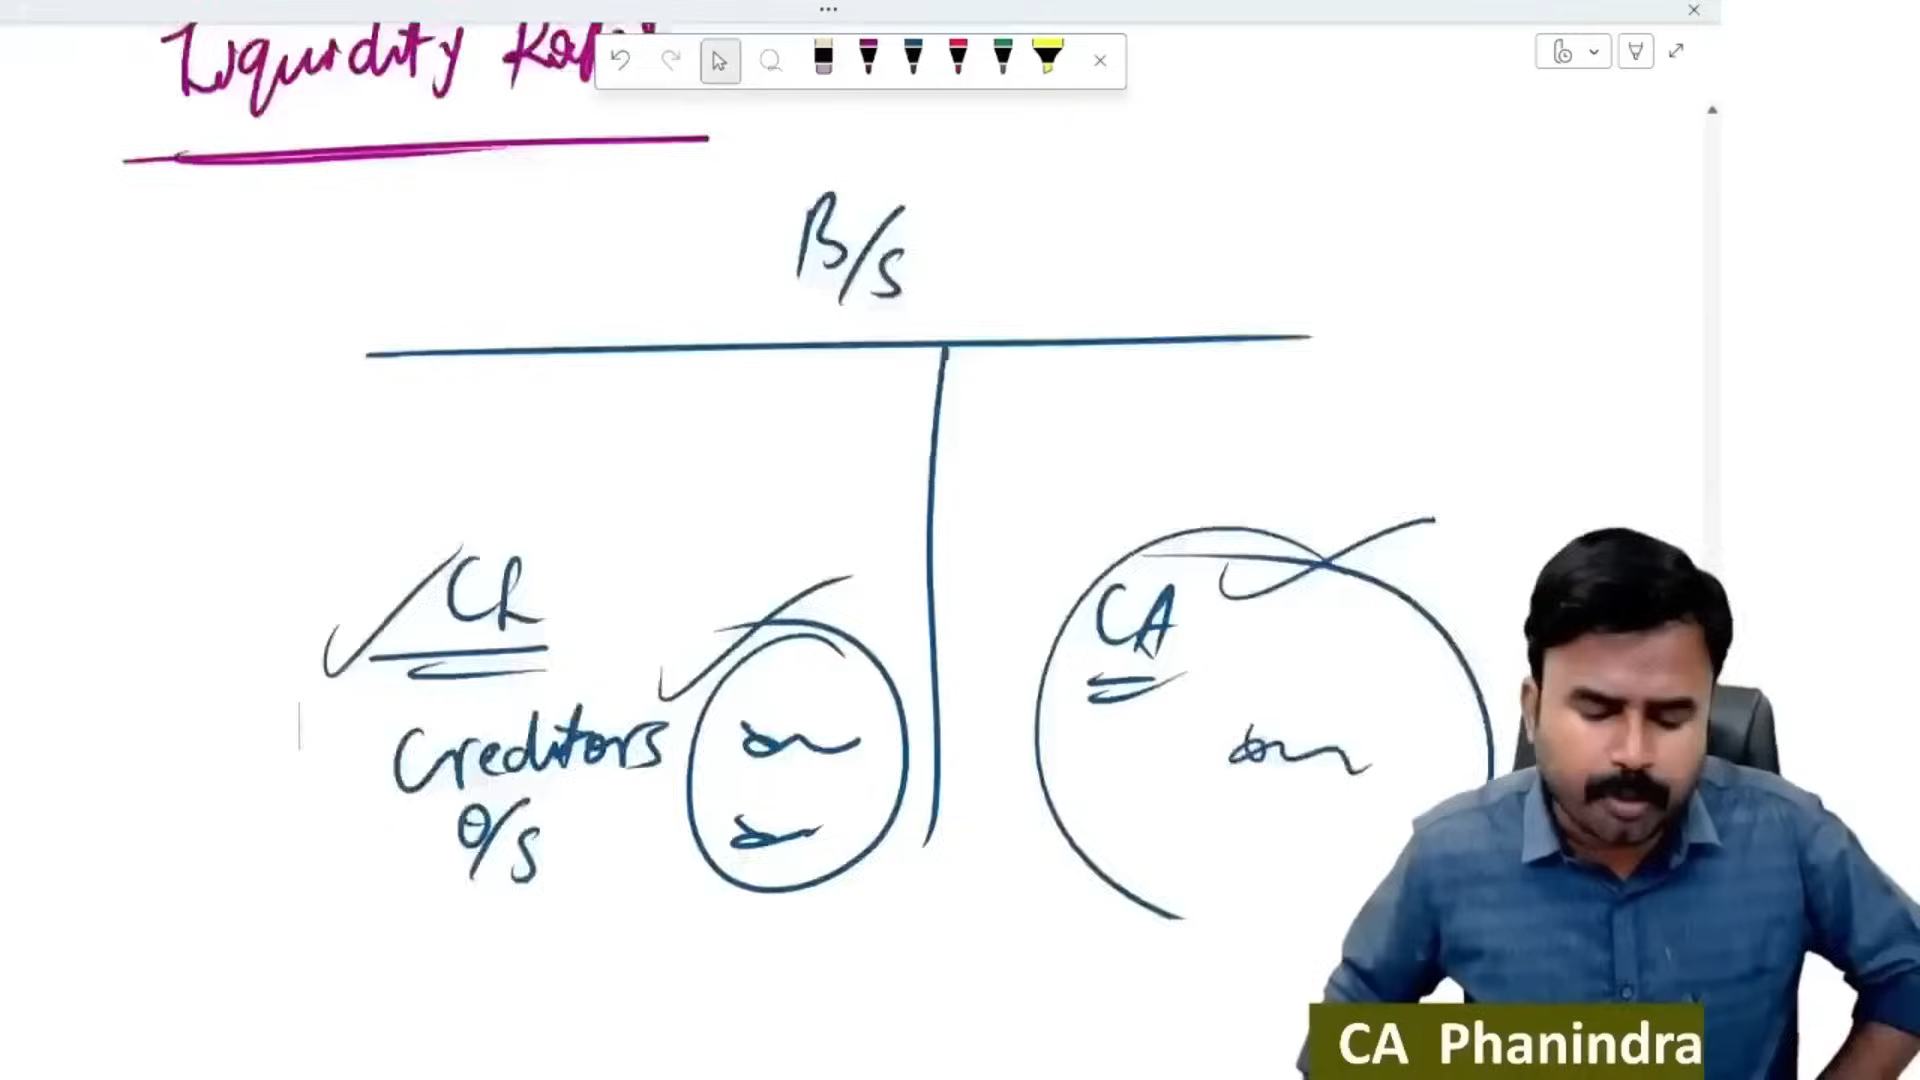 Liquidity
B/S
CL
CA
Creditors
O/S
CA Phanindra